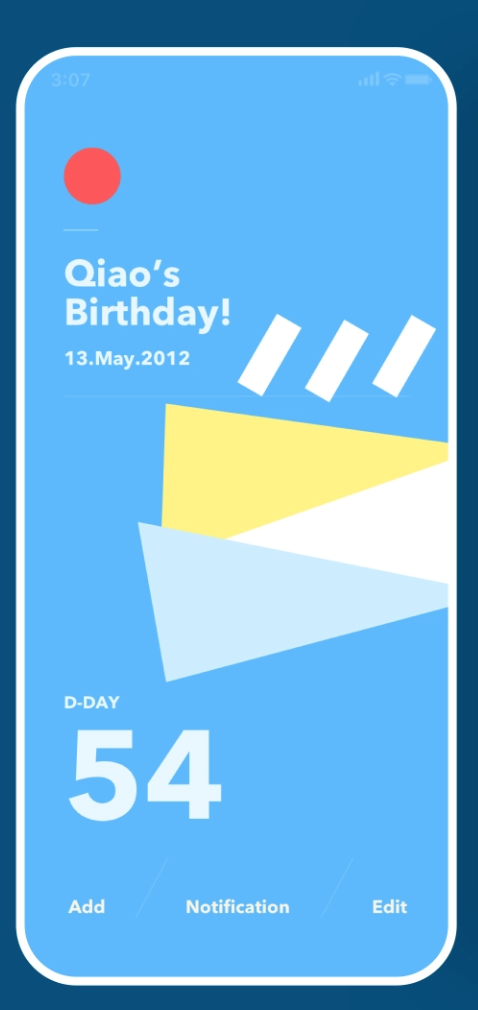 3:07
Qiao’s
Birthday!
13.May.2012
D-DAY
54
Add
Notification
Edit